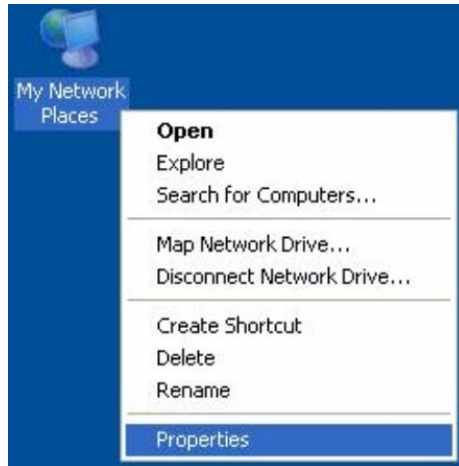 My Network
Places
Open
Explore
Search for Computers...
Map Network Drive...
Disconnect Network Drive...
Create Shortcut
Delete
Rename
Properties